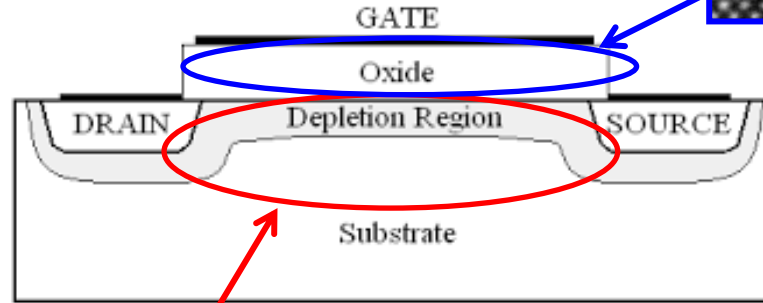 GATE
Oxide
DRAIN Depletion Region SOURCE
Substrate